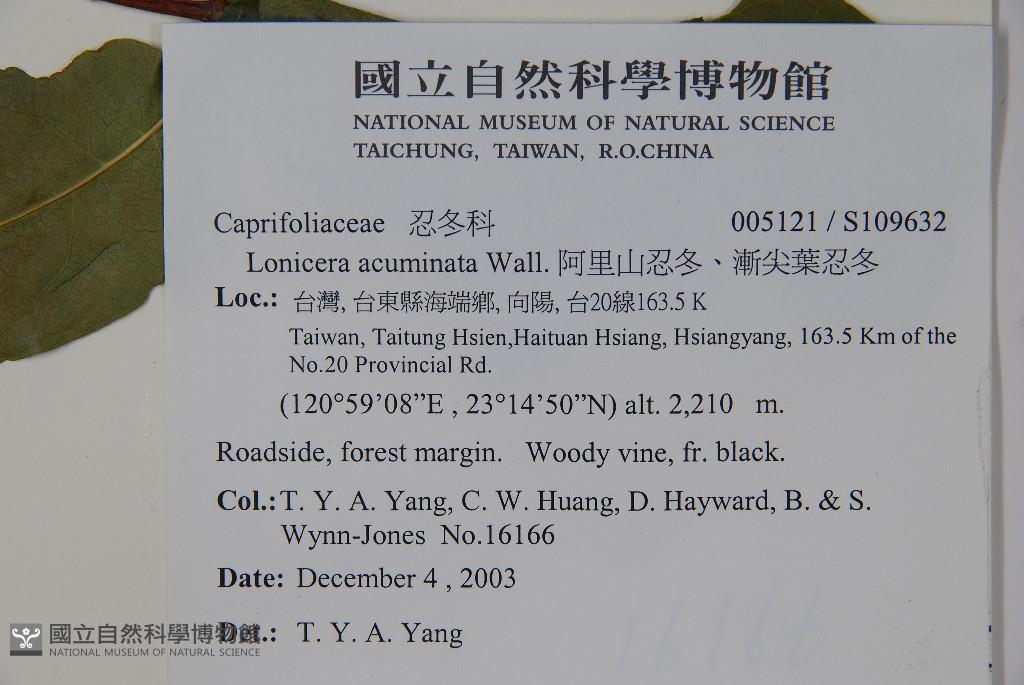 國立自然科學博物館
NATIONAL MUSEUM OF NATURAL SCIENCE
TAICHUNG, TAIWAN, R.O.CHINA
Caprifoliaceae 忍冬科 005121 / S109632
Lonicera acuminata Wall. 阿里山忍冬、漸尖葉忍冬
Loc.: 台灣, 台東縣海端鄉, 向陽, 台20線163.5 K
Taiwan, Taitung Hsien,Haituan Hsiang, Hsiangyang, 163.5 Km of the
No.20 Provincial Rd.
(120°59’08”E , 23°14’50”N) alt. 2,210 m.
Roadside, forest margin. Woody vine, fr. black.
Col.: T. Y. A. Yang, C. W. Huang, D. Hayward, B. & S.
Wynn-Jones No.16166
Date: December 4 , 2003
Det.: T. Y. A. Yang
國立自然科學博物館
NATIONAL MUSEUM OF NATURAL SCIENCE